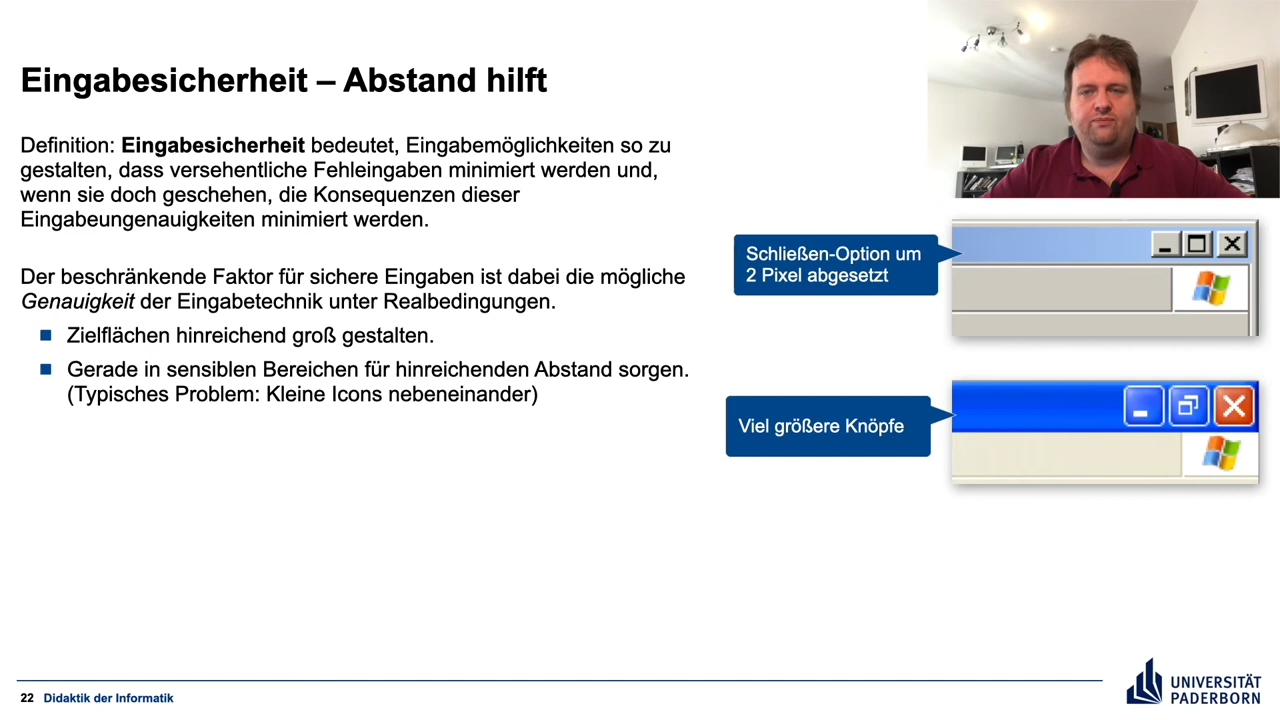 Eingabesicherheit – Abstand hilft
Definition: Eingabesicherheit bedeutet, Eingabemöglichkeiten so zu
gestalten, dass versehentliche Fehleingaben minimiert werden und,
wenn sie doch geschehen, die Konsequenzen dieser
Eingabeungenauigkeiten minimiert werden.
Der beschränkende Faktor für sichere Eingaben ist dabei die mögliche
Genauigkeit der Eingabetechnik unter Realbedingungen.
Zielflächen hinreichend groß gestalten.
Gerade in sensiblen Bereichen für hinreichenden Abstand sorgen.
(Typisches Problem: Kleine Icons nebeneinander)
Schließen-Option um
2 Pixel abgesetzt
Viel größere Knöpfe
22 Didaktik der Informatik
UNIVERSITÄT
PADERBORN